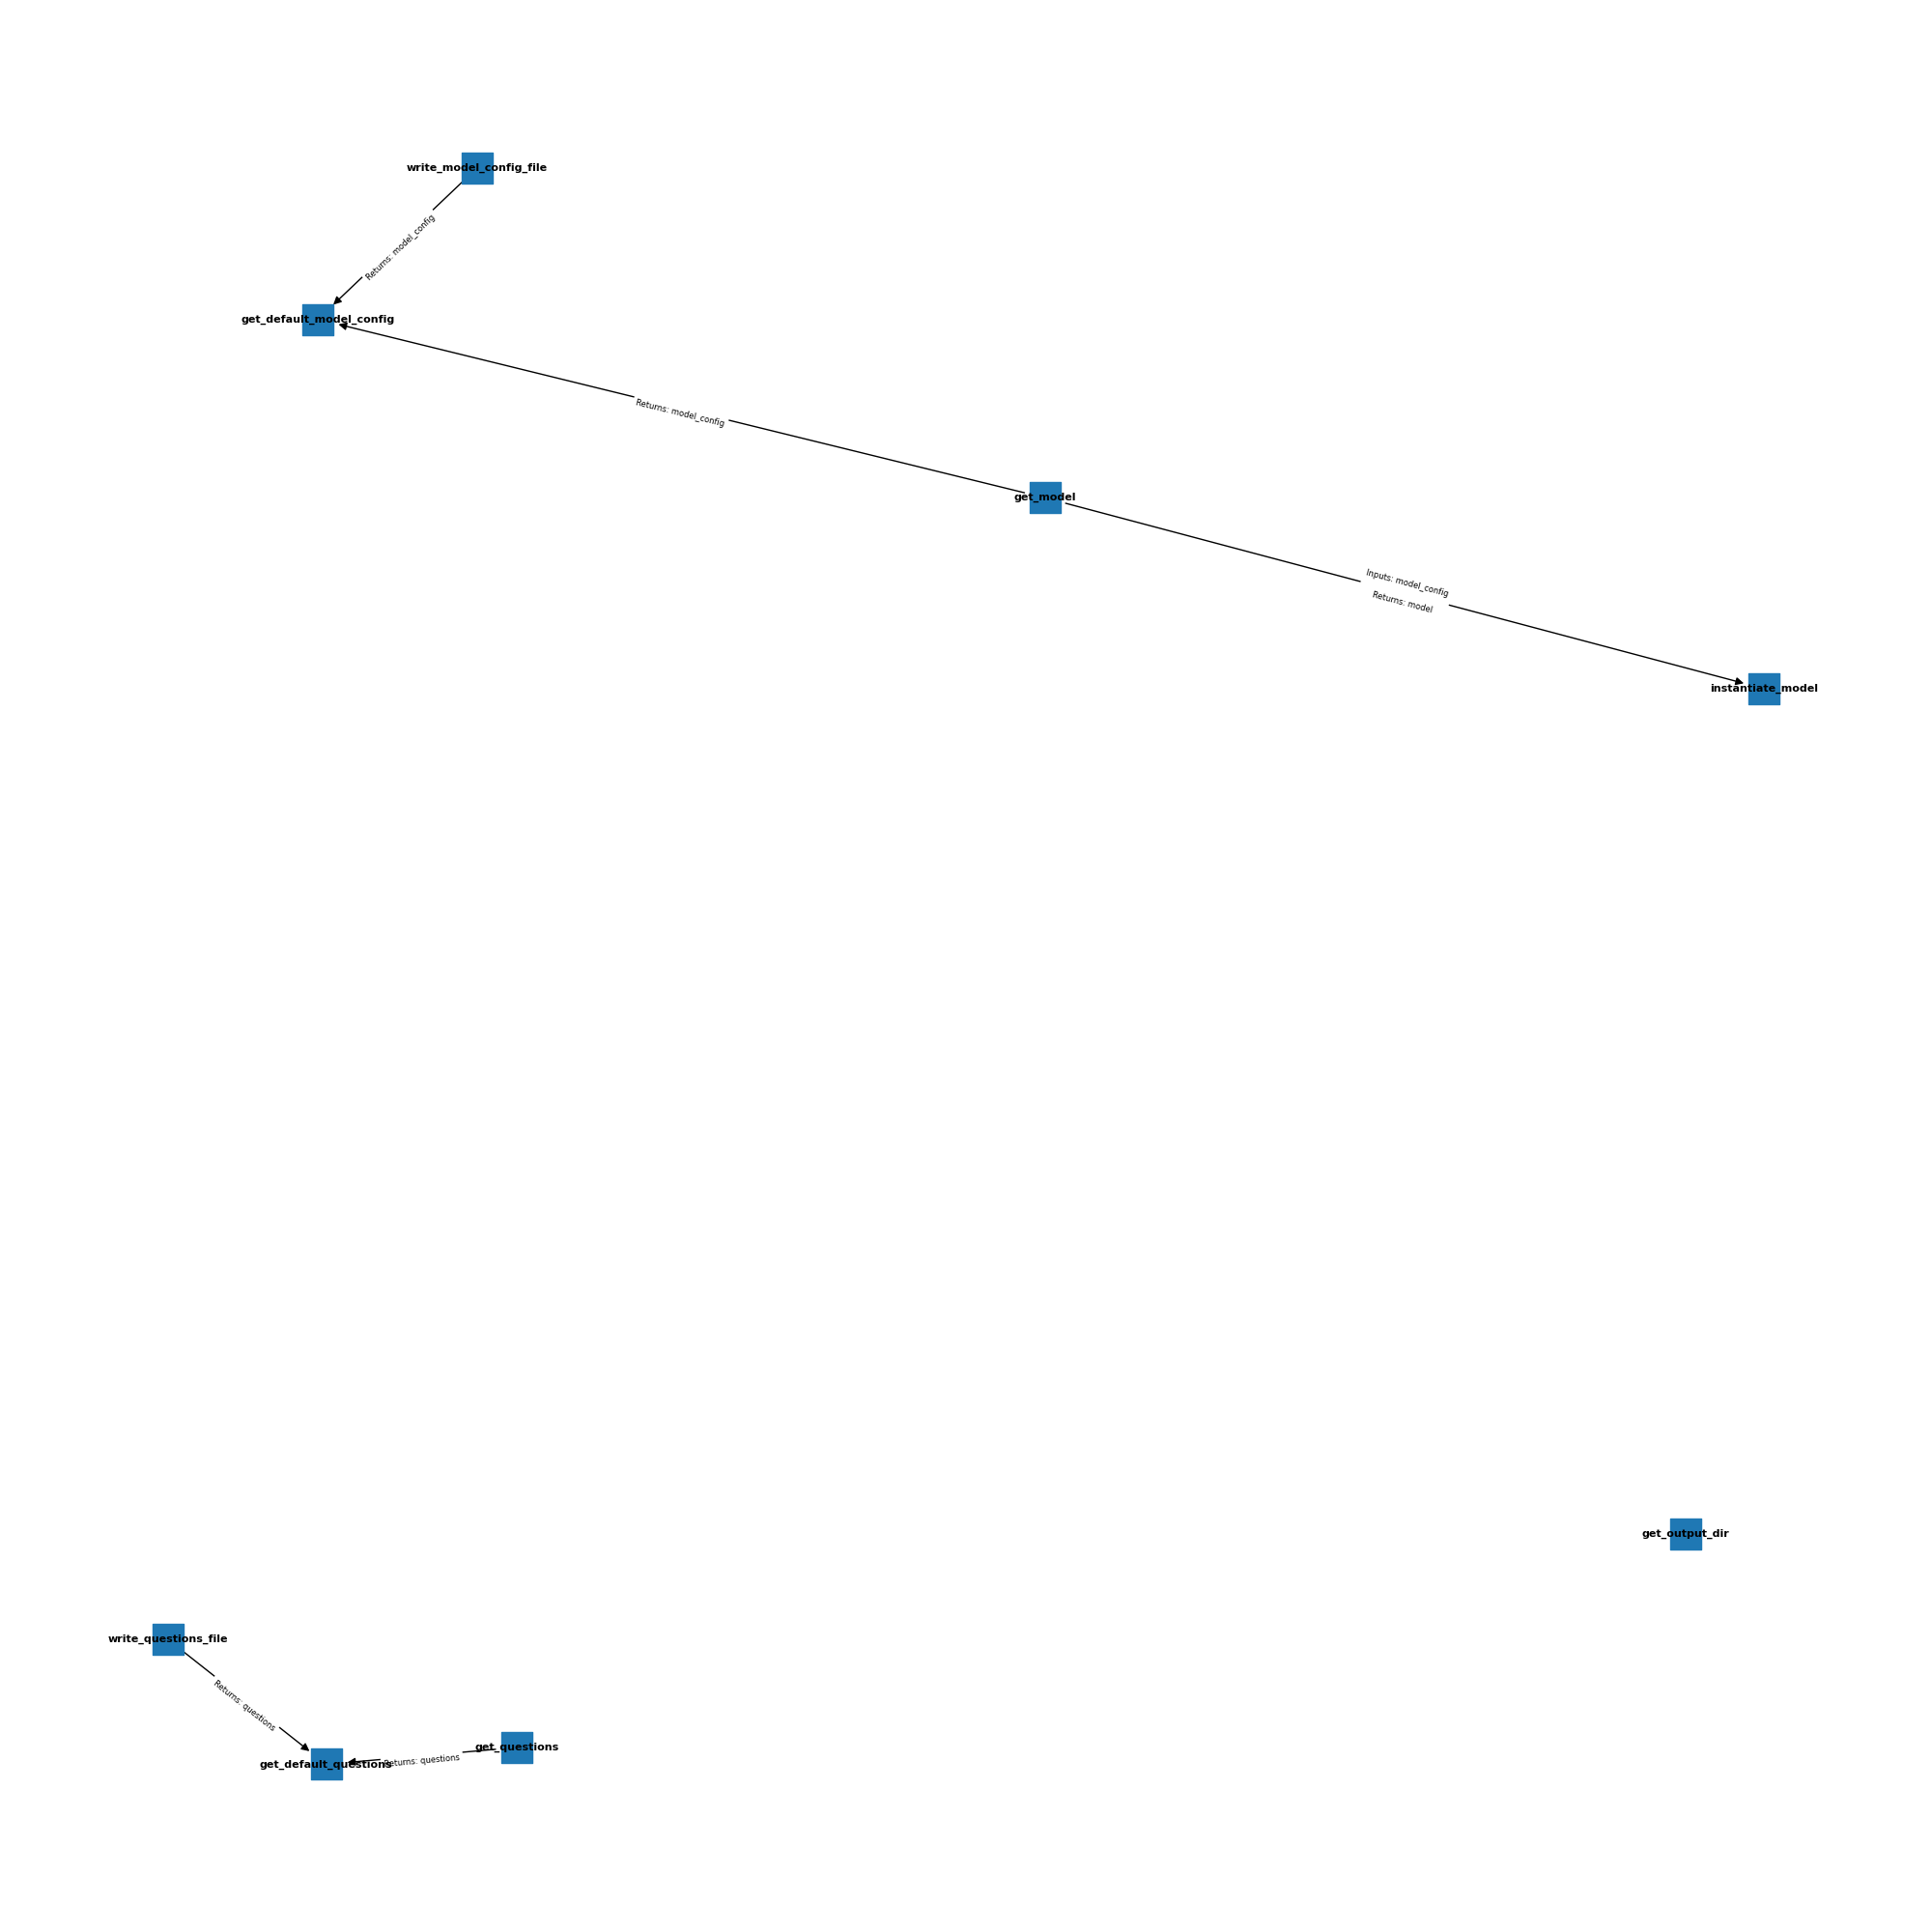 write_model_config_file
Returns: model_config
get_default_model_config
Returns: model_config
get_model
Inputs: model_config
Returns: model
instantiate_model
get_output_dir
write_questions_file
Returns: questions
get_questions
Returns: questions
get_default_questions